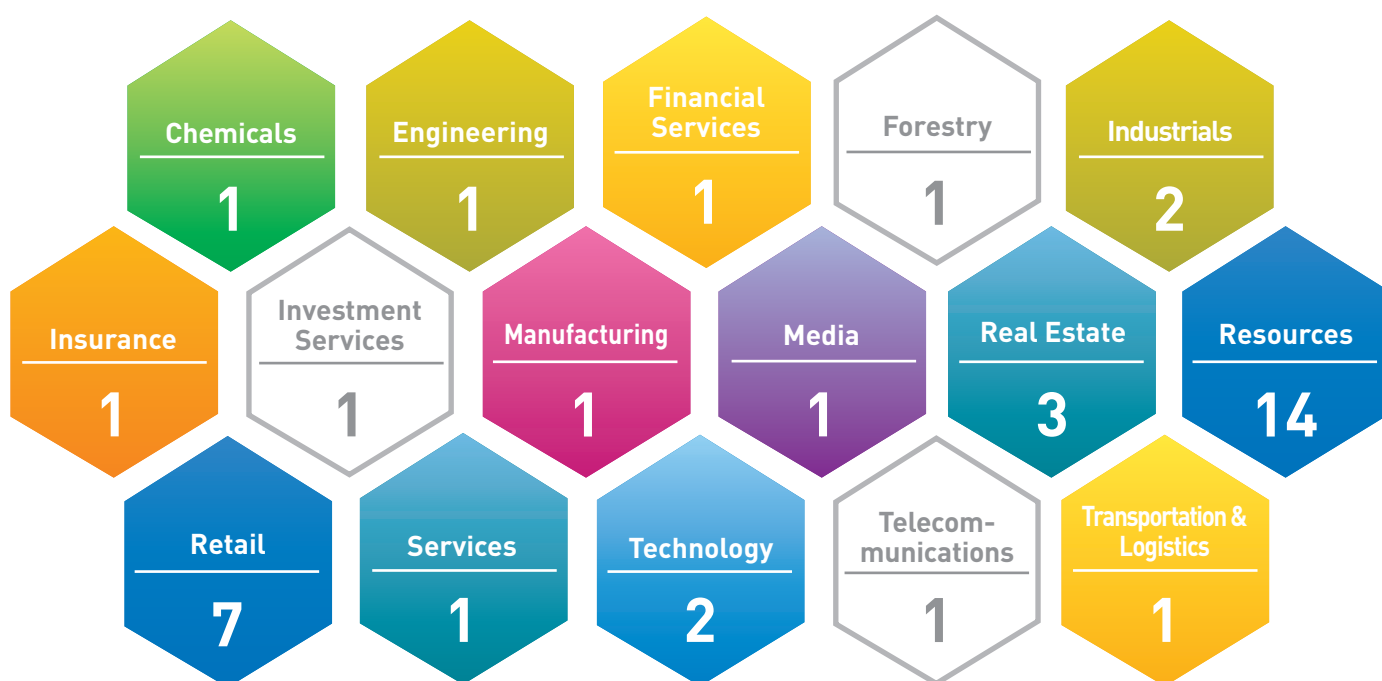 Chemicals
1
Engineering
1
Financial
Services
1
Forestry
1
Industrials
2
Insurance
1
Investment
Services
1
Manufacturing
1
Media
1
Real Estate
3
Resources
14
Retail
7
Services
1
Technology
2
Telecom-
munications
1
Transportation &
Logistics
1